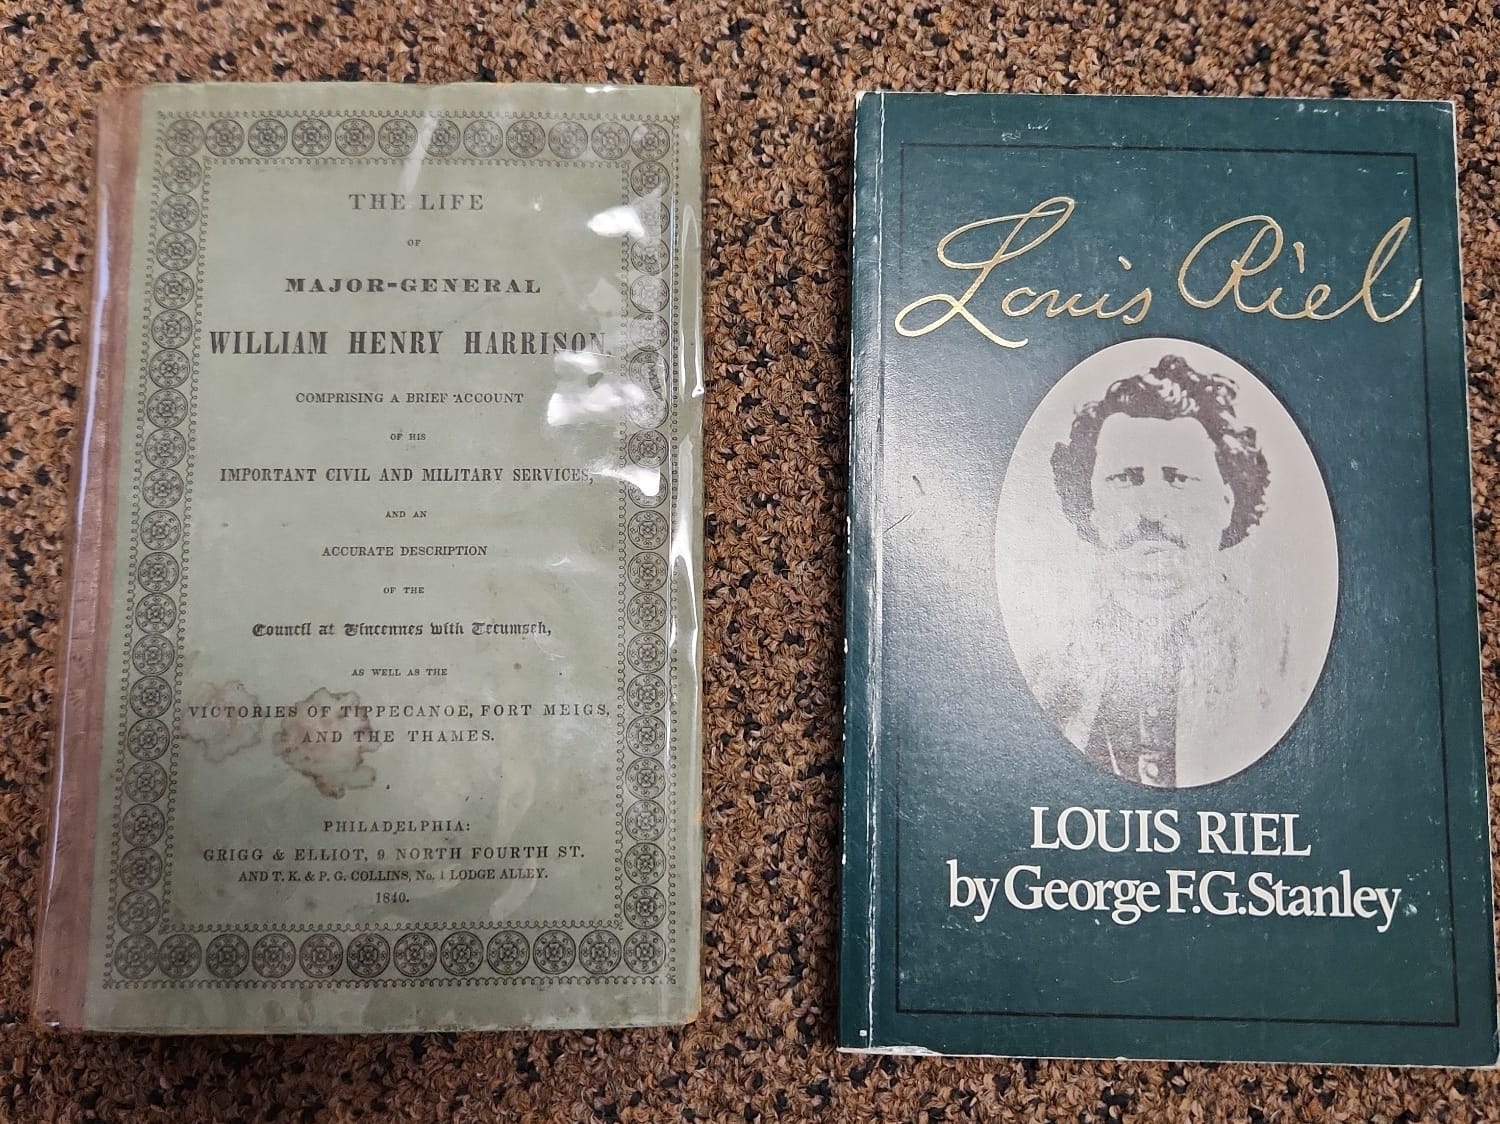 THE LIFE
OF
MAJOR-GENERAL
WILLIAM HENRY HARRISON
COMPRISING A BRIEF ACCOUNT
OF HIS
IMPORTANT CIVIL AND MILITARY SERVICES,
AND AN
ACCURATE DESCRIPTION
OF THE
Council at Vincennes with Tecumseh,
AS WELL AS THE
VICTORIES OF TIPPECANOE, FORT MEIGS,
AND THE THAMES.
PHILADELPHIA:
GRIGG & ELLIOT, 9 NORTH FOURTH ST.
AND T. K. & P. G. COLLINS, No. 1 LODGE ALLEY.
1840.
Louis Riel
LOUIS RIEL
by George F.G. Stanley